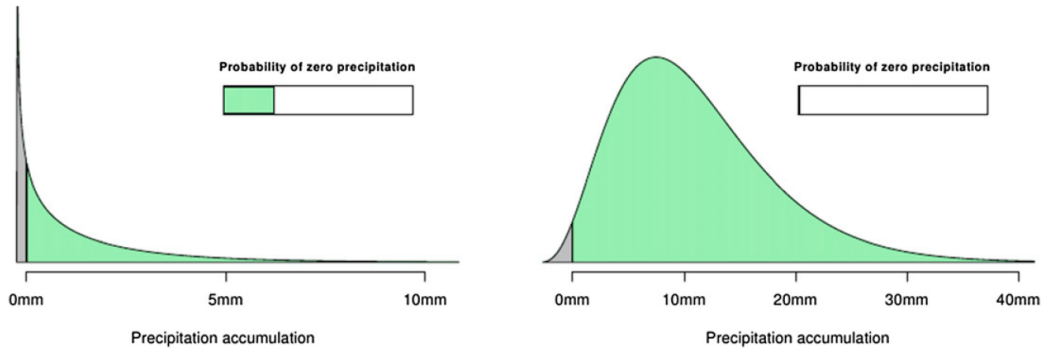 Probability of zero precipitation
0mm 5mm 10mm
Precipitation accumulation
Probability of zero precipitation
0mm 10mm 20mm 30mm 40mm
Precipitation accumulation